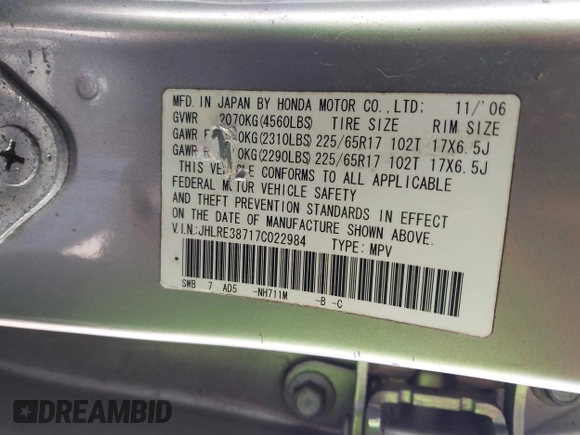 MFD. IN JAPAN BY HONDA MOTOR CO.,LTD: 11/'06
GVWR 2070KG(4560LBS) TIRE SIZE RIM SIZE
GAWR KG(2310LBS) 225/65R17 102T 17X6.5J
GAWR 0KG(2290LBS) 225/65R17 102T 17X6.5J
THIS VEHICLE CONFORMS TO ALL APPLICABLE
FEDERAL MOTOR VEHICLE SAFETY
AND THEFT PREVENTION STANDARDS IN EFFECT
ON THE DATE OF MANUFACTURE SHOWN ABOVE.
V.I.N:JHLRE38717C022984 TYPE: MPV
SWB 7 AD5 -NH711M -B -C
DREAMBID